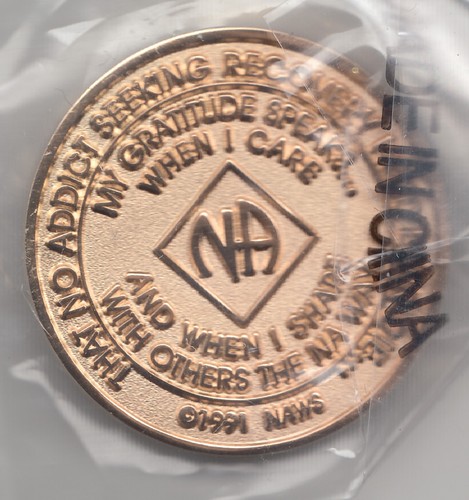 THAT NO ADDICT SEEKING RECOVERY
MY GRATITUDE SPEAKS...
WHEN I CARE
NA
AND WHEN I SHARE
WITH OTHERS THE NA WAY
©1991 NAWS
MADE IN CHINA